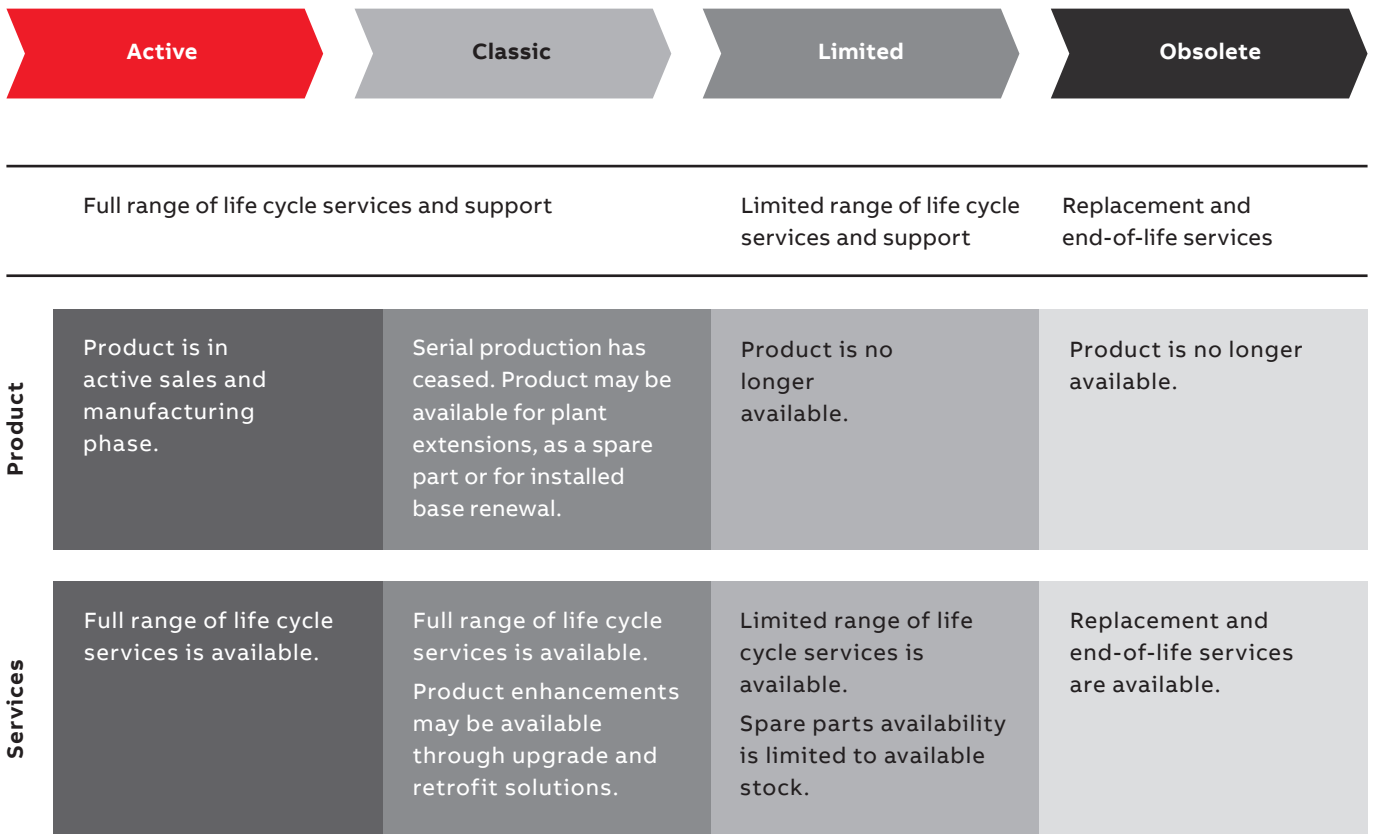 Active
Classic
Limited
Obsolete
Full range of life cycle services and support
Limited range of life cycle
services and support
Replacement and
end-of-life services
Product
Product is in
active sales and
manufacturing
phase.
Serial production has
ceased. Product may be
available for plant
extensions, as a spare
part or for installed
base renewal.
Product is no
longer
available.
Product is no longer
available.
Services
Full range of life cycle
services is available.
Full range of life cycle
services is available.
Product enhancements
may be available
through upgrade and
retrofit solutions.
Limited range of life
cycle services is
available.
Spare parts availability
is limited to available
stock.
Replacement and
end-of-life services
are available.